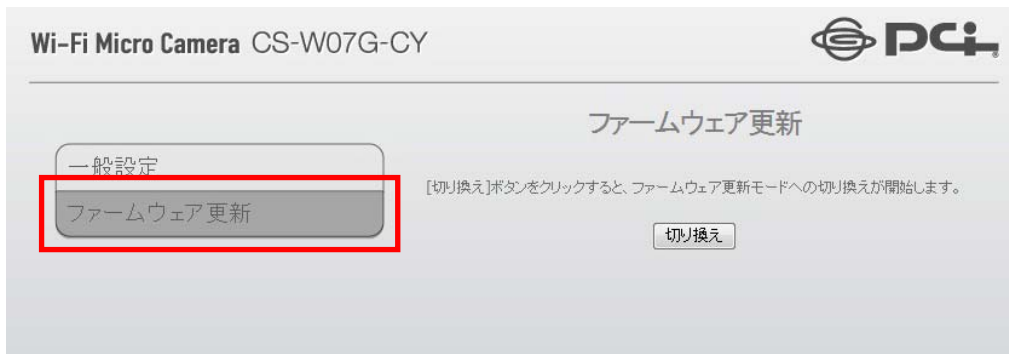 Wi-Fi Micro Camera CS-W07G-CY
PCi
ファームウェア更新
一般設定
ファームウェア更新
[切り換え]ボタンをクリックすると、ファームウェア更新モードへの切り換えが開始します。
切り換え